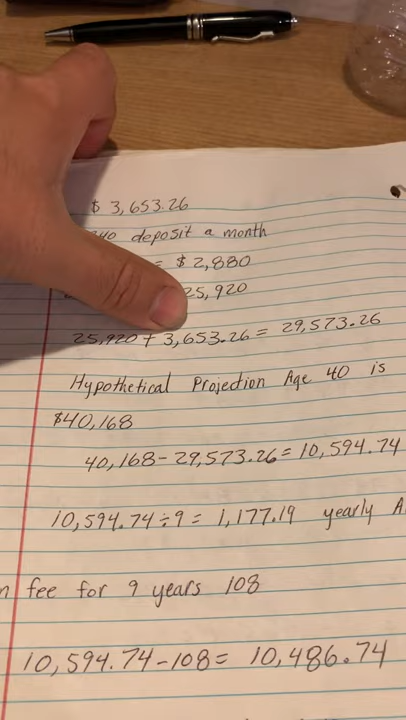 $ 3,653.26
240 deposit a month
= $2,880
25,920
25,920 + 3,653.26 = 29,573.26
Hypothetical Projection Age 40 is
$40,168
40,168 - 29,573.26 = 10,594.74
10,594.74 ÷ 9 = 1,177.19 yearly A
n fee for 9 years 108
10,594.74 - 108 = 10,486.74